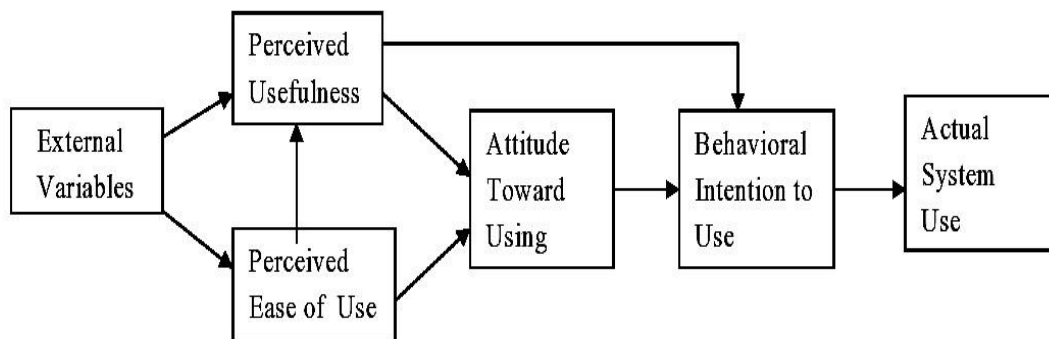 External
Variables
Perceived
Usefulness
Perceived
Ease of Use
Attitude
Toward
Using
Behavioral
Intention to
Use
Actual
System
Use